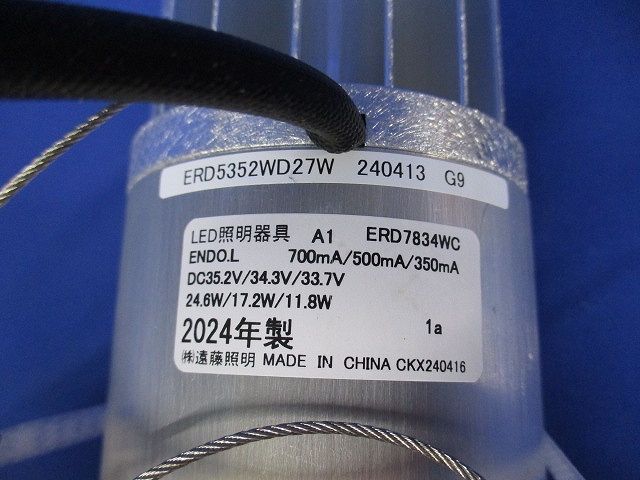 ERD5352WD27W 240413 G9
LED照明器具 A1 ERD7834WC
ENDO.L 700mA/500mA/350mA
DC35.2V/34.3V/33.7V
24.6W/17.2W/11.8W
2024年製 1a
㈱遠藤照明 MADE IN CHINA CKX240416